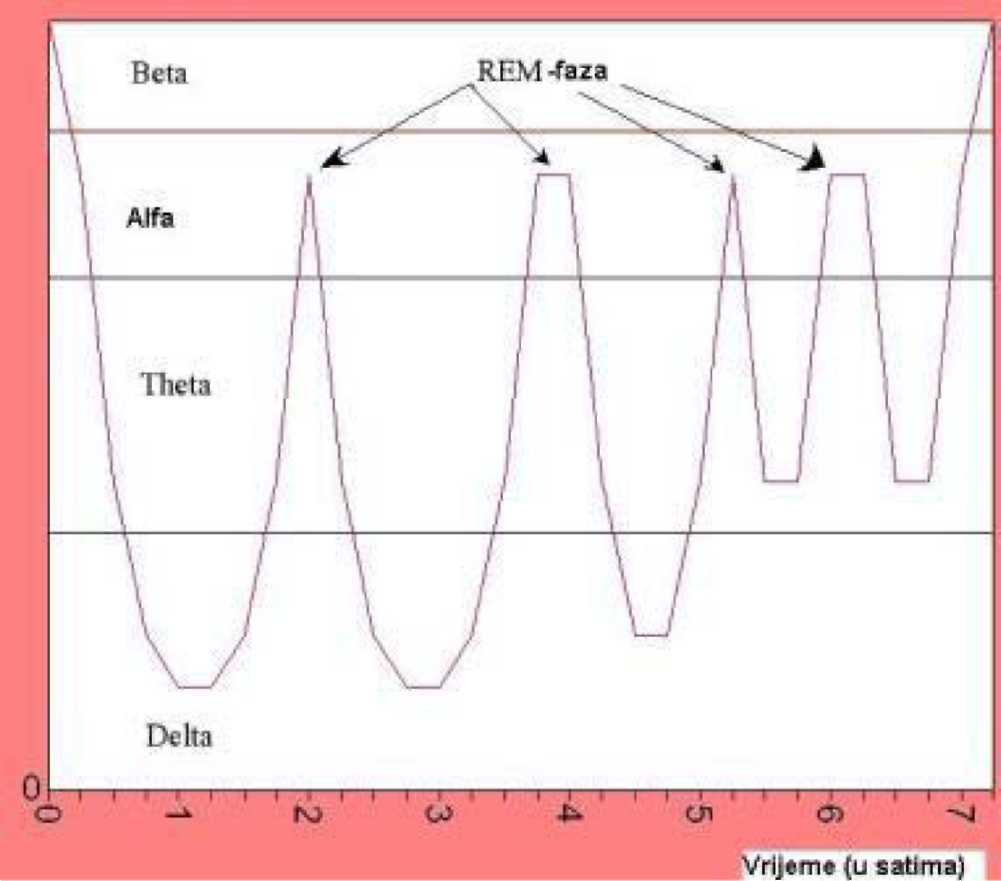 Beta
REM-faza
Alfa
Theta
Delta
0
0 1 2 3 4 5 6 7
Vrijeme (u satima)